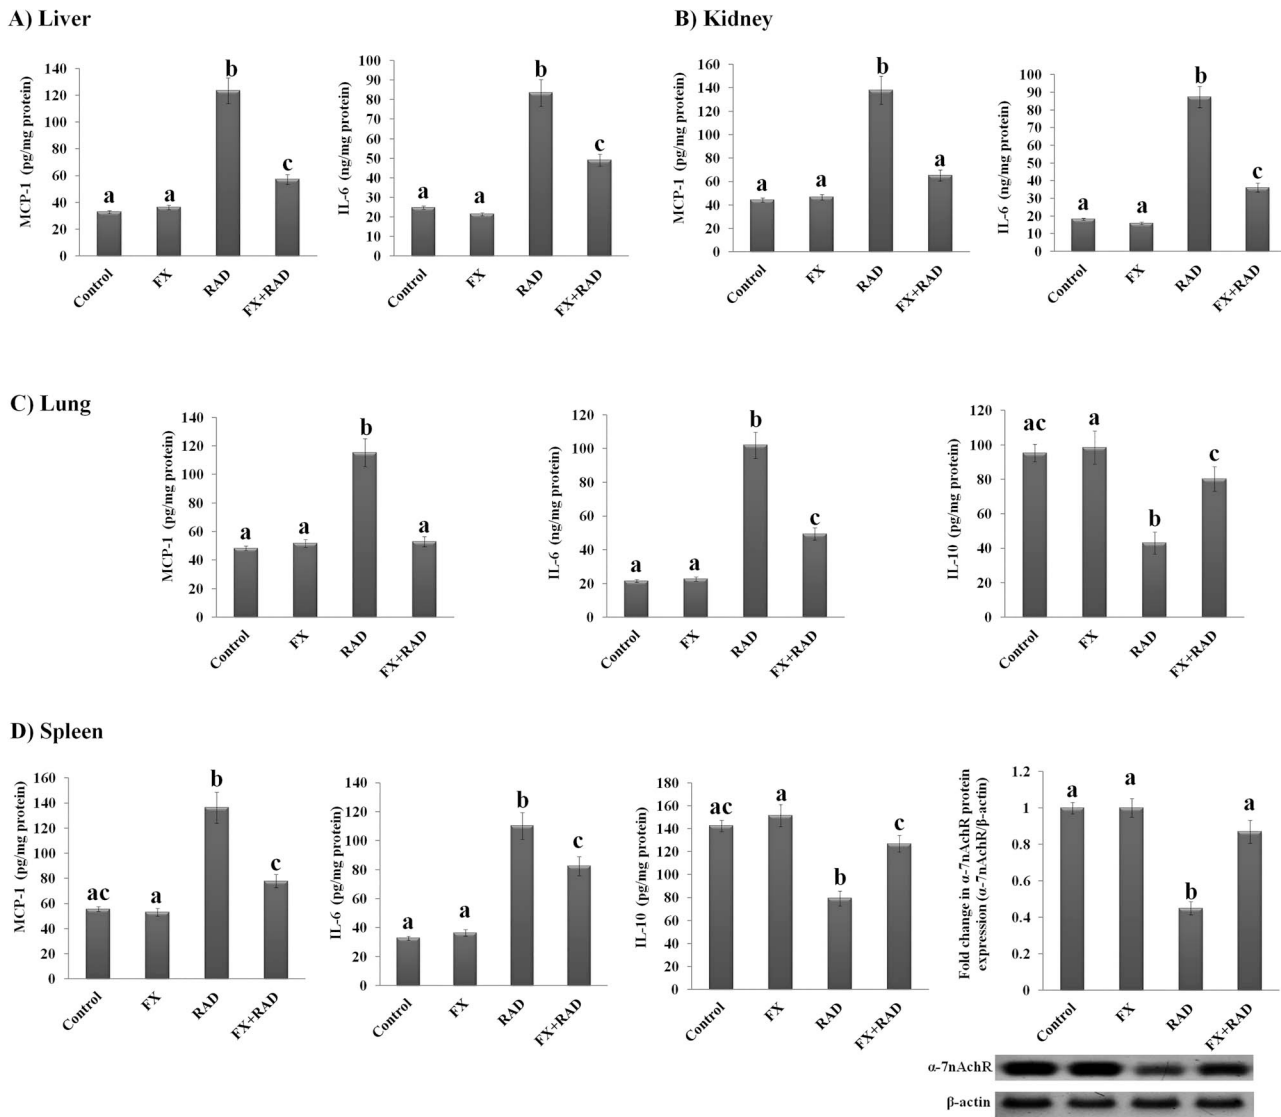 A) Liver
B) Kidney
MCP-1 (pg/mg protein)
140
120
100
80
60
40
20
0
a
a
b
c
Control
FX
RAD
FX+RAD
IL-6 (ng/mg protein)
100
90
80
70
60
50
40
30
20
10
0
a
a
b
c
Control
FX
RAD
FX+RAD
MCP-1 (pg/mg protein)
160
140
120
100
80
60
40
20
0
a
a
b
a
Control
FX
RAD
FX+RAD
IL-6 (ng/mg protein)
100
90
80
70
60
50
40
30
20
10
0
a
a
b
c
Control
FX
RAD
FX+RAD
C) Lung
MCP-1 (pg/mg protein)
140
120
100
80
60
40
20
0
a
a
b
a
Control
FX
RAD
FX+RAD
IL-6 (ng/mg protein)
120
100
80
60
40
20
0
a
a
b
c
Control
FX
RAD
FX+RAD
IL-10 (pg/mg protein)
120
100
80
60
40
20
0
ac
a
b
c
Control
FX
RAD
FX+RAD
D) Spleen
MCP-1 (pg/mg protein)
160
140
120
100
80
60
40
20
0
ac
a
b
c
Control
FX
RAD
FX+RAD
IL-6 (pg/mg protein)
140
120
100
80
60
40
20
0
a
a
b
c
Control
FX
RAD
FX+RAD
IL-10 (pg/mg protein)
180
160
140
120
100
80
60
40
20
0
ac
a
b
c
Control
FX
RAD
FX+RAD
Fold change in α-7nAchR protein
expression (α-7nAchR/β-actin)
1.2
1
0.8
0.6
0.4
0.2
0
a
a
b
a
Control
FX
RAD
FX+RAD
α-7nAchR
β-actin